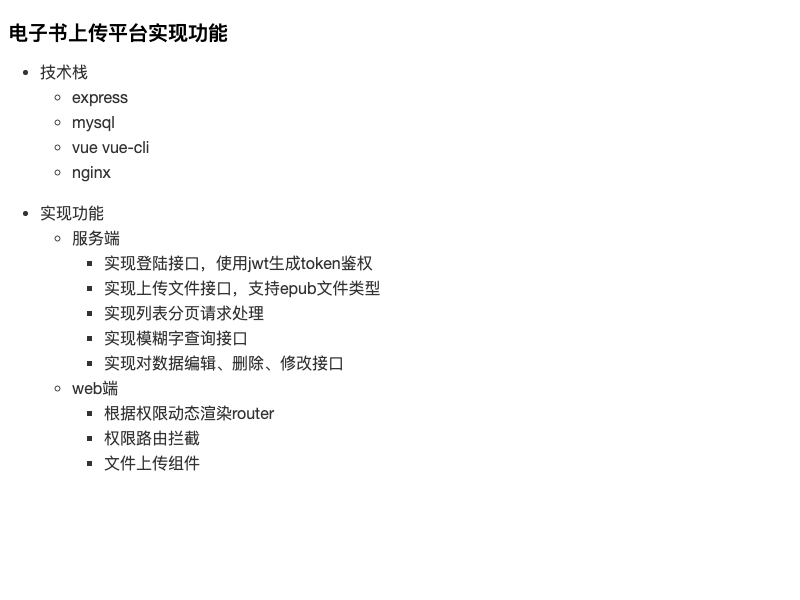 电子书上传平台实现功能
技术栈
express
mysql
vue vue-cli
nginx
实现功能
服务端
实现登陆接口，使用jwt生成token鉴权
实现上传文件接口，支持epub文件类型
实现列表分页请求处理
实现模糊字查询接口
实现对数据编辑、删除、修改接口
web端
根据权限动态渲染router
权限路由拦截
文件上传组件